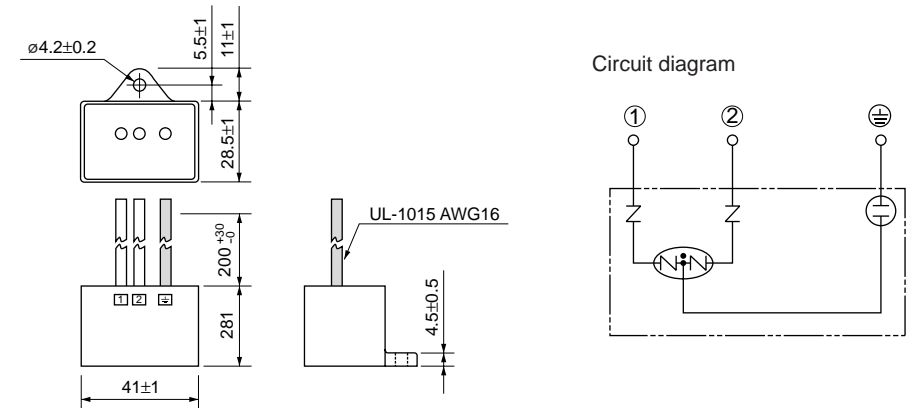 ø4.2±0.2
5.5±1
11±1
28.5±1
200 +30 -0
UL-1015 AWG16
1 2
281
4.5±0.5
41±1
Circuit diagram
① ②